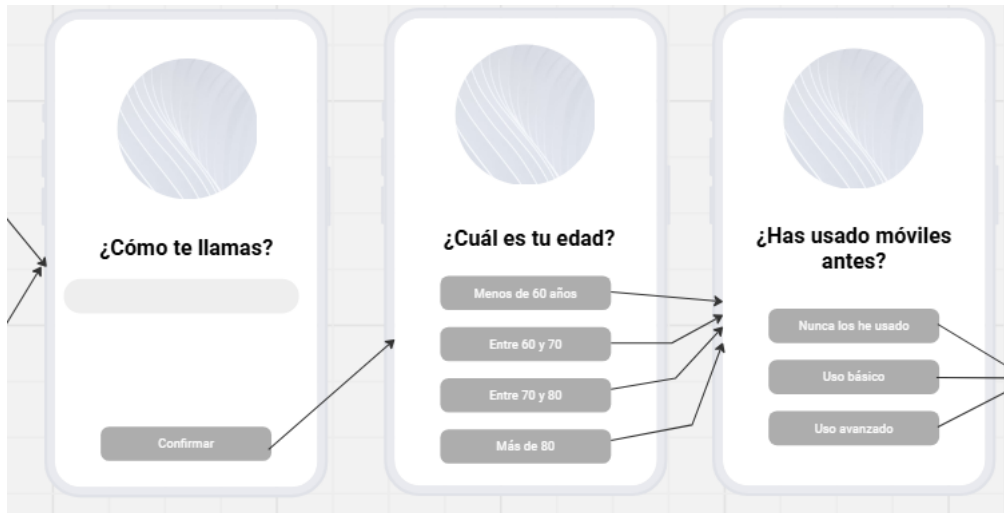 ¿Cómo te llamas?
Confirmar
¿Cuál es tu edad?
Menos de 60 años
Entre 60 y 70
Entre 70 y 80
Más de 80
¿Has usado móviles
antes?
Nunca los he usado
Uso básico
Uso avanzado